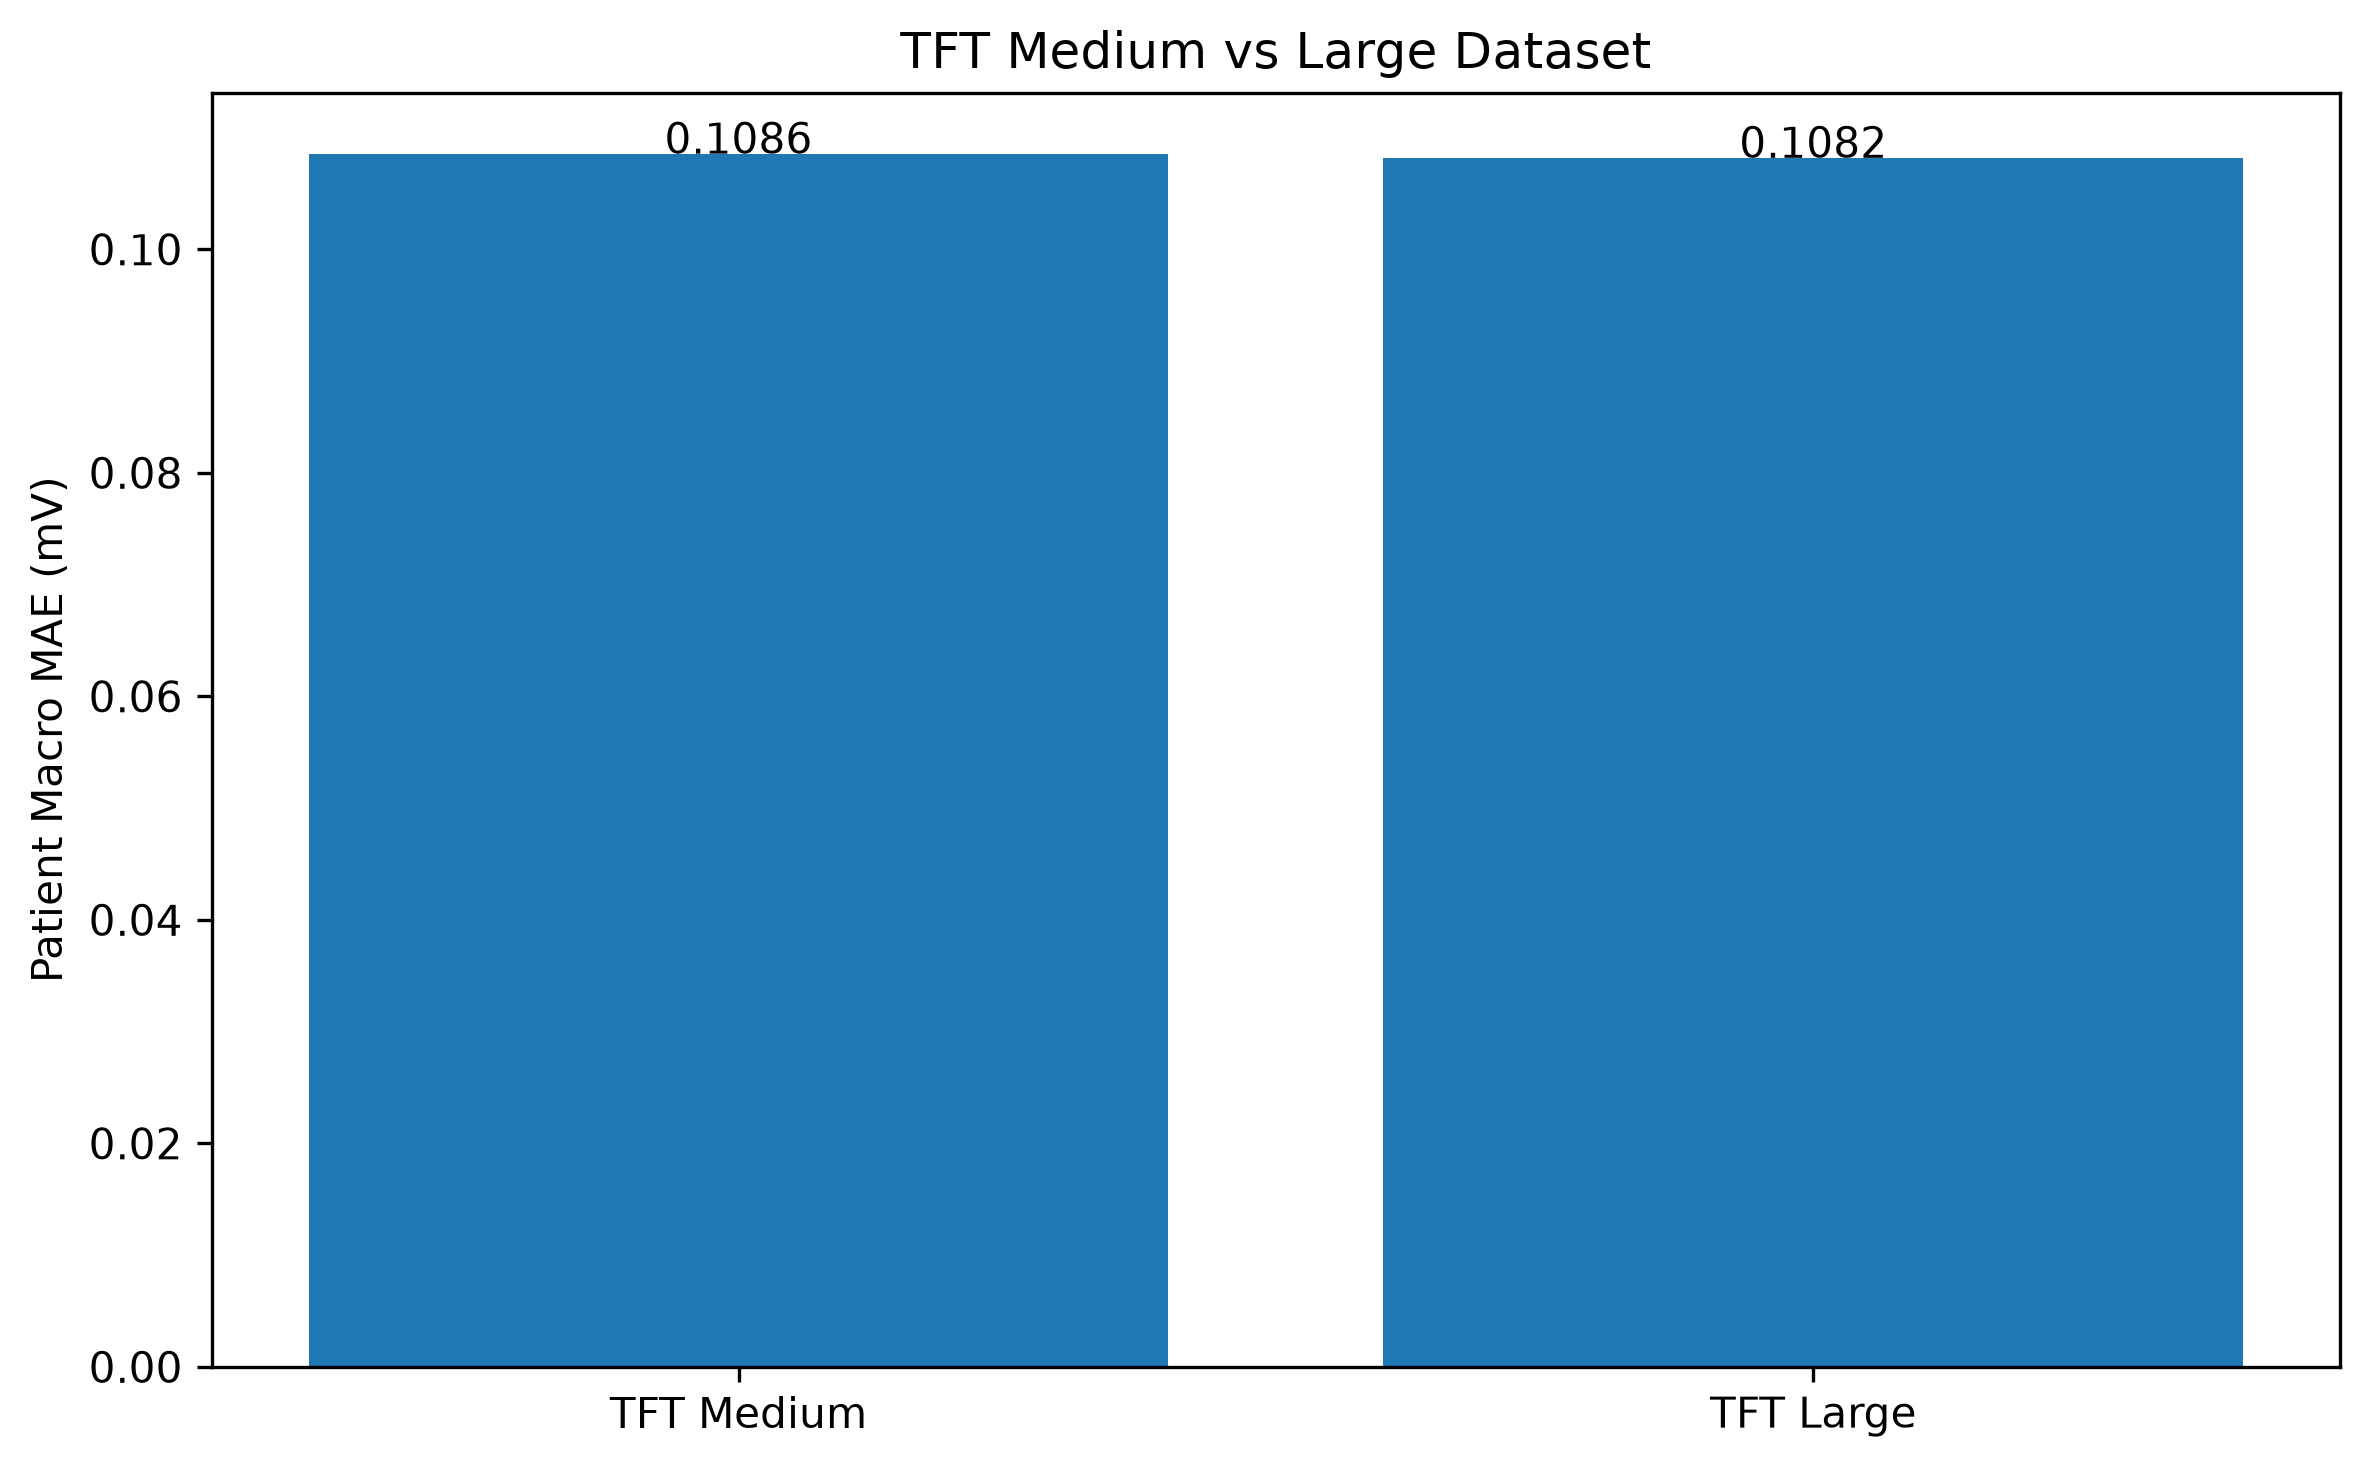 TFT Medium vs Large Dataset
0.1086
0.1082
Patient Macro MAE (mV)
0.10
0.08
0.06
0.04
0.02
0.00
TFT Medium
TFT Large